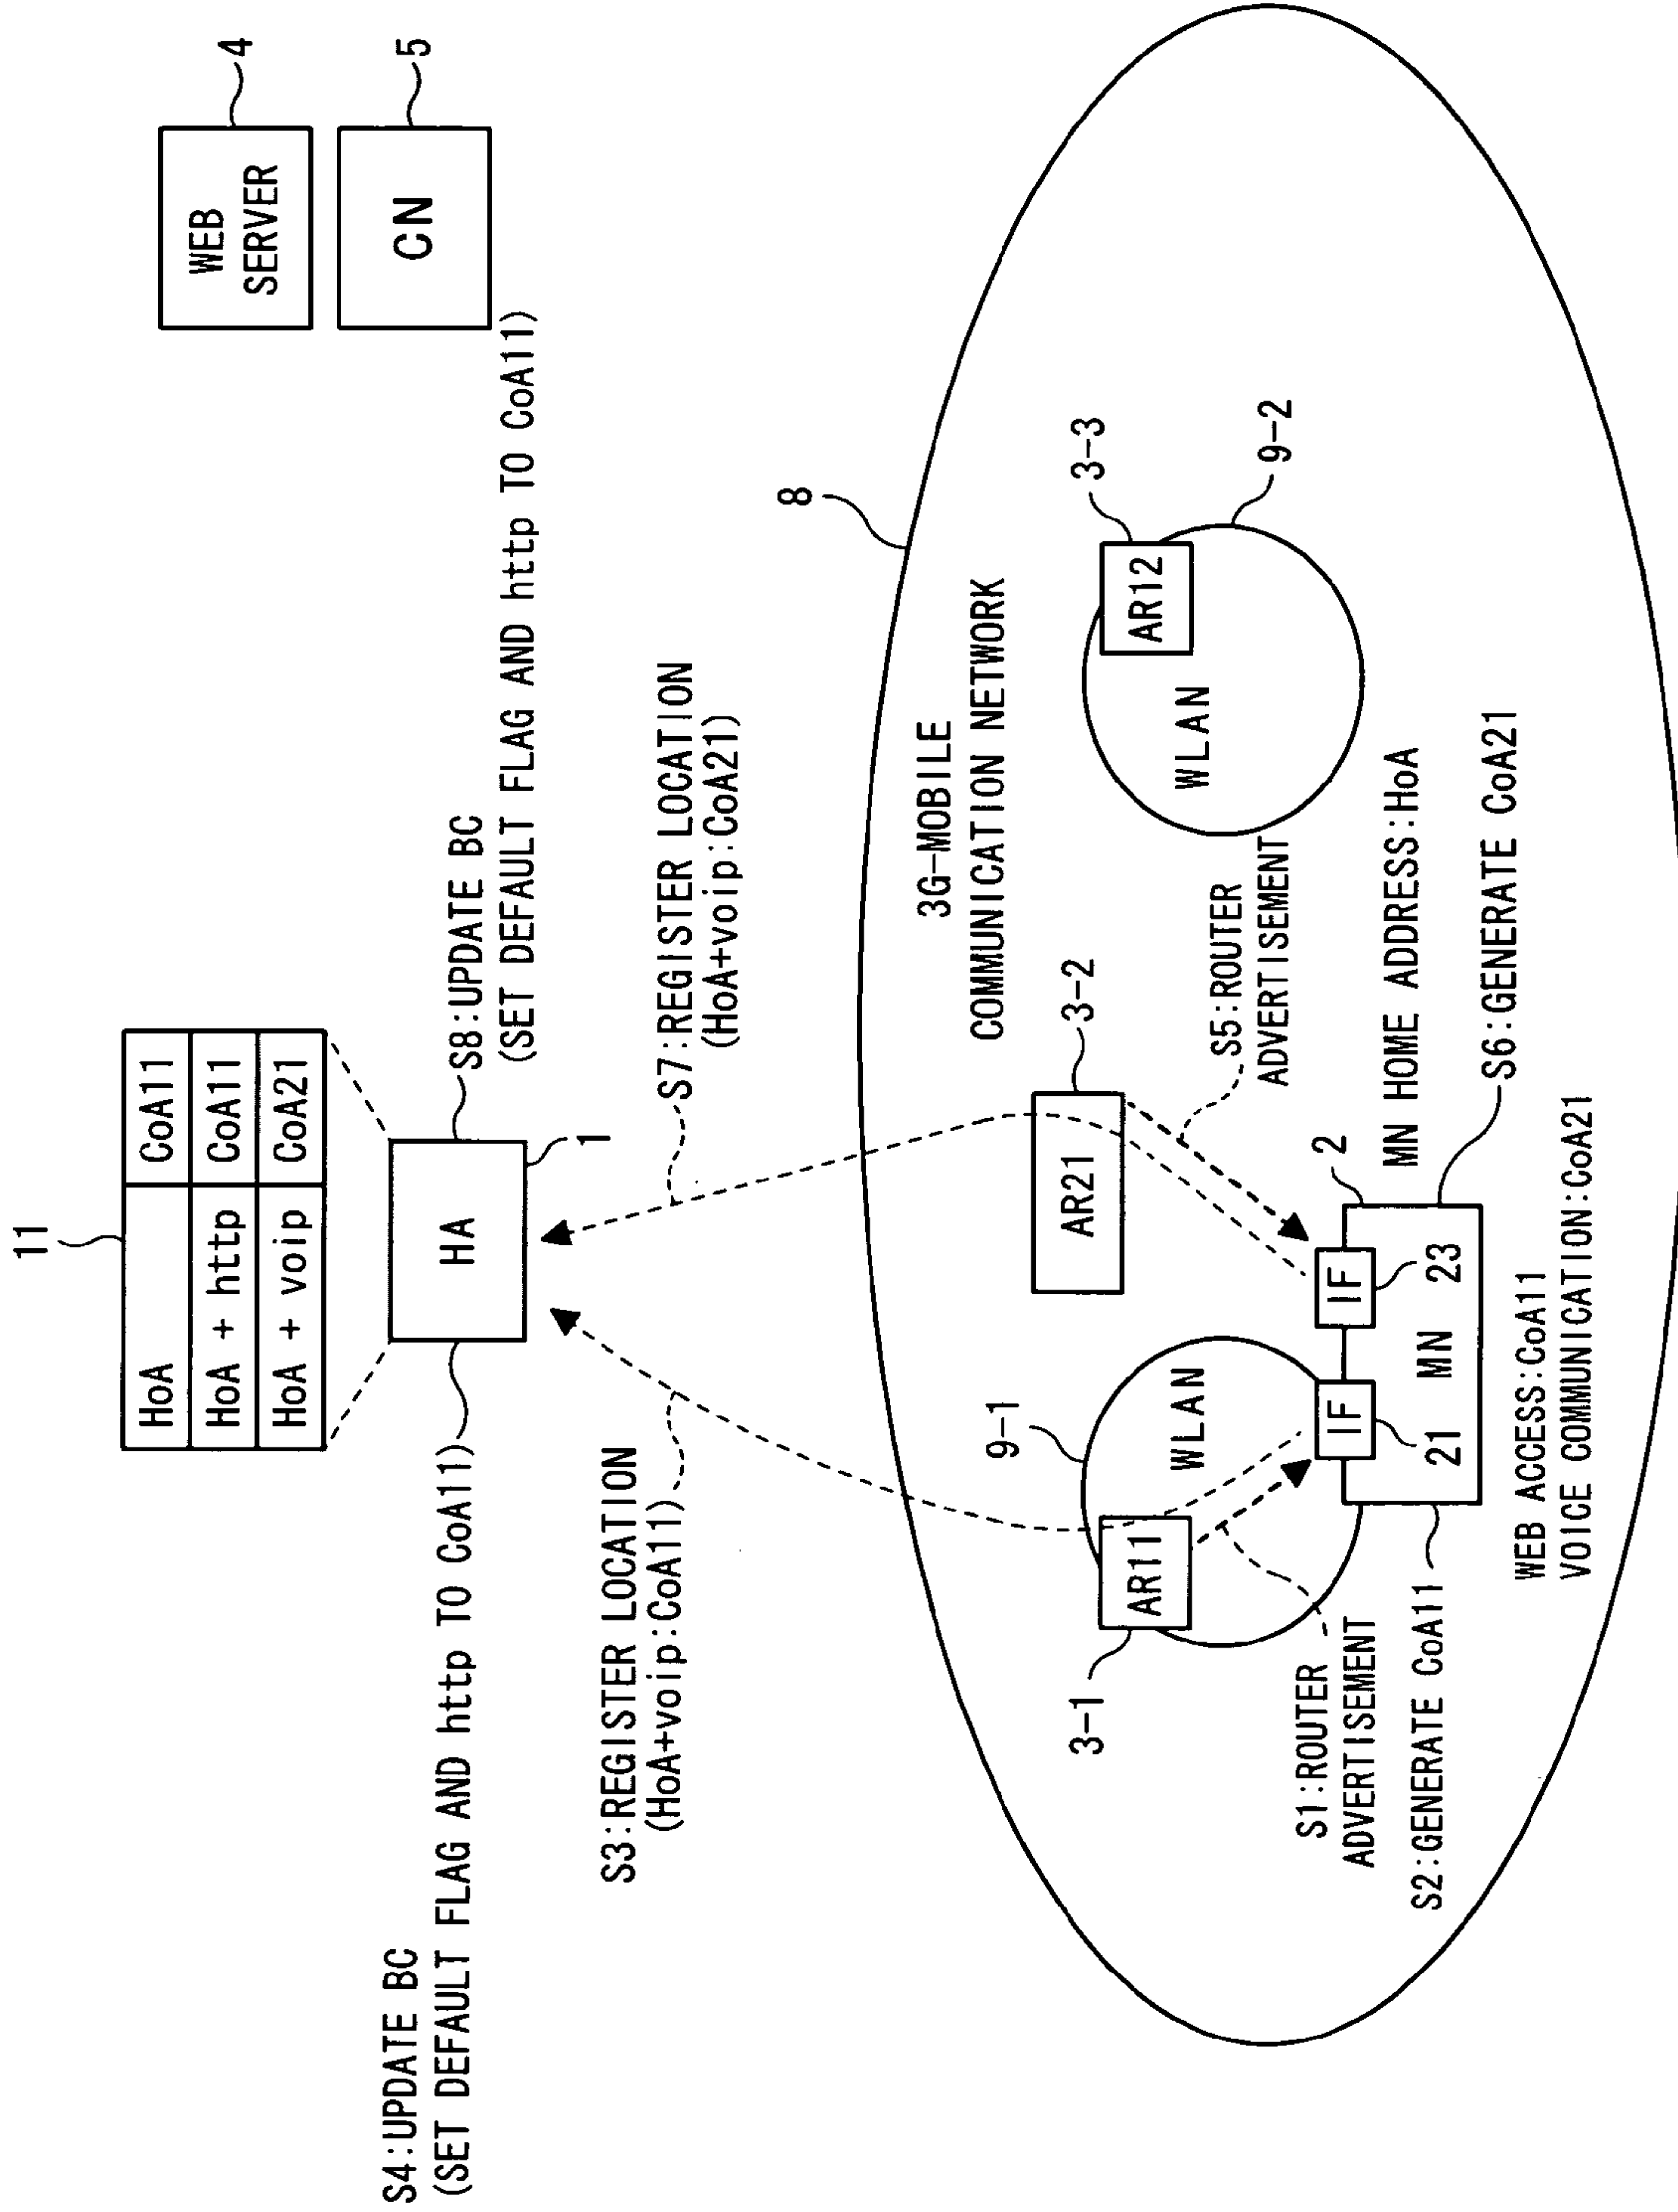 11
HoA
CoA11
HoA + http
CoA11
HoA + voip
CoA21
WEB
SERVER
4
CN
5
HA
1
S4:UPDATE BC
(SET DEFAULT FLAG AND http TO CoA11)
S8:UPDATE BC
(SET DEFAULT FLAG AND http TO CoA11)
S3:REGISTER LOCATION
(HoA+voip:CoA11)
S7:REGISTER LOCATION
(HoA+voip:CoA21)
8
3G-MOBILE
COMMUNICATION NETWORK
9-1
3-1
AR11
WLAN
AR21
3-2
AR12
3-3
WLAN
9-2
S1:ROUTER
ADVERTISEMENT
S5:ROUTER
ADVERTISEMENT
S2:GENERATE CoA11
IF
IF
2
21
MN
23
MN HOME ADDRESS:HoA
S6:GENERATE CoA21
WEB ACCESS:CoA11
VOICE COMMUNICATION:CoA21